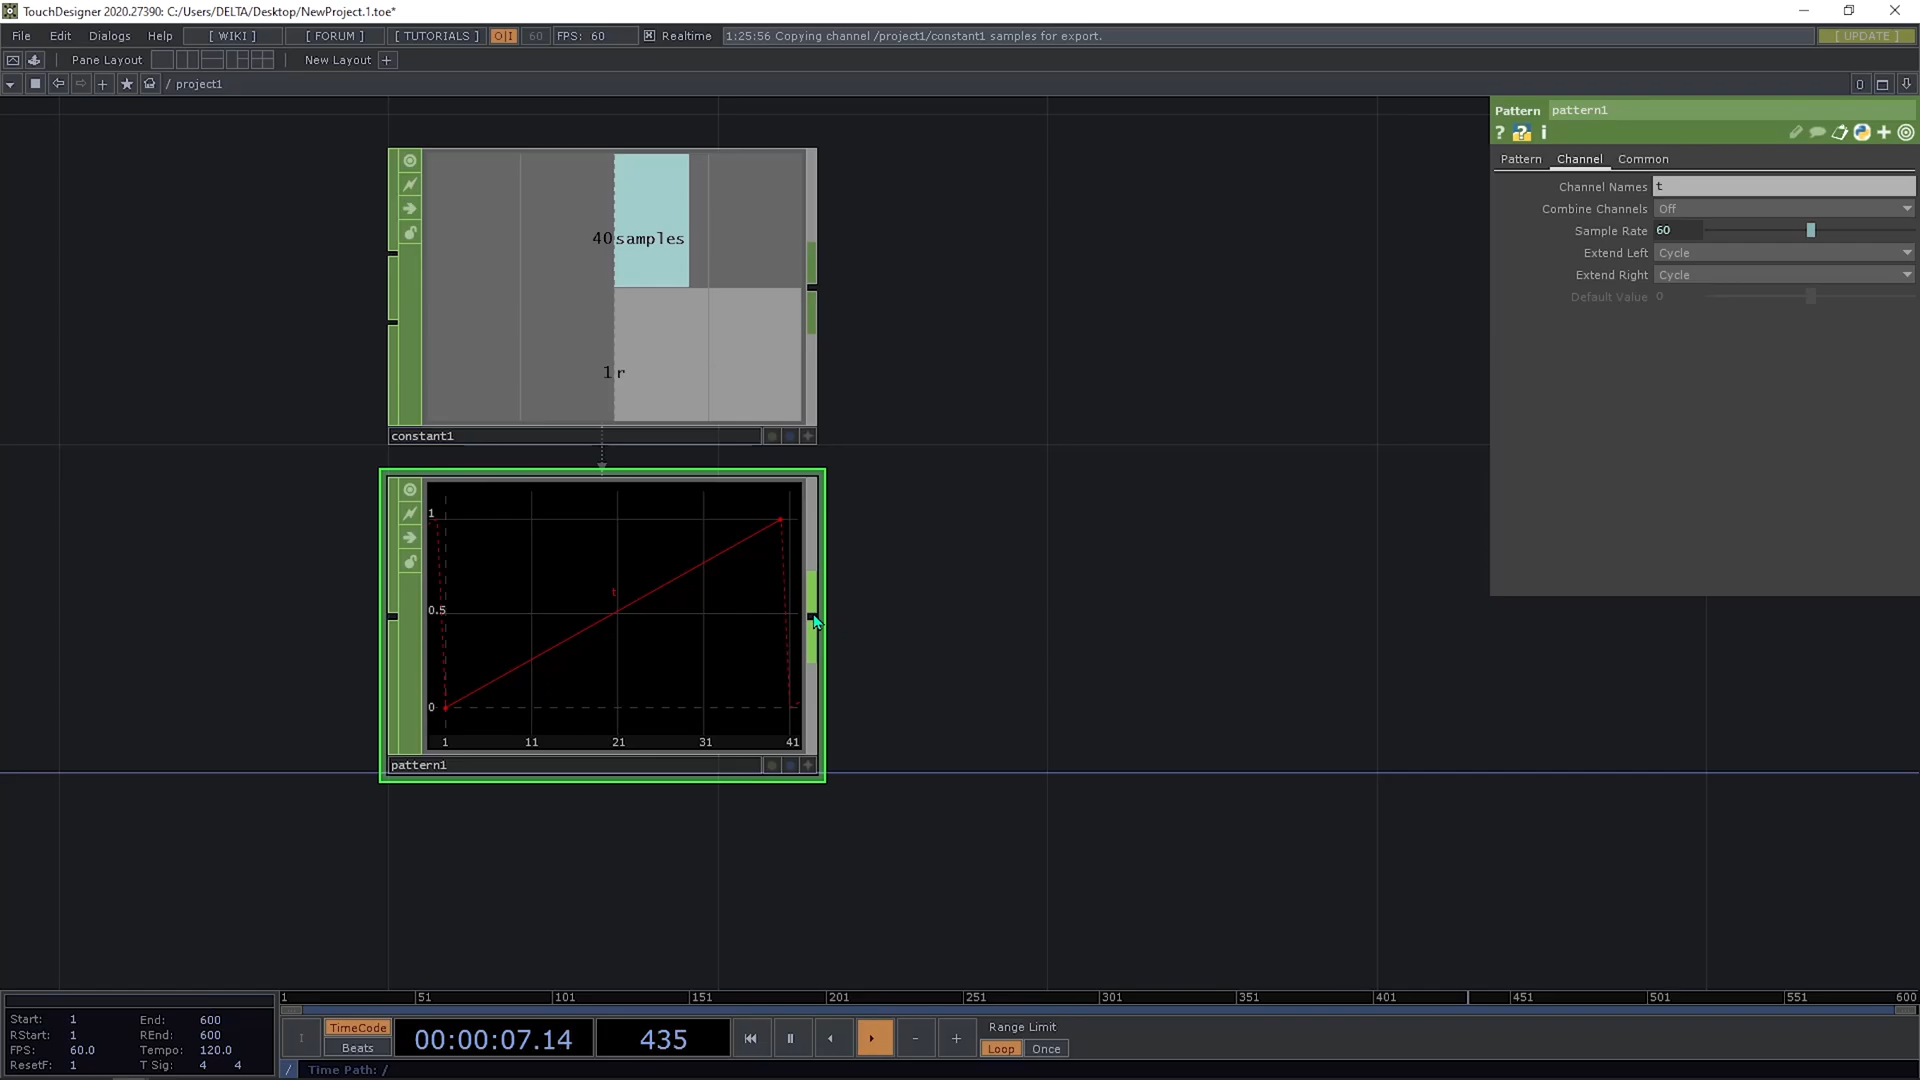 TouchDesigner 2020.27390: C:/Users/DELTA/Desktop/NewProject.1.toe*
File Edit Dialogs Help [ WIKI ] [ FORUM ] [ TUTORIALS ] O|I 60 FPS: 60 Realtime 1:25:56 Copying channel /project1/constant1 samples for export. [ UPDATE ]
Pane Layout New Layout +
/ project1 0
Pattern pattern1
? ? i
Pattern Channel Common
Channel Names t
Combine Channels Off
Sample Rate 60
Extend Left Cycle
Extend Right Cycle
Default Value 0
40 samples
1 r
constant1
1
t
0.5
0
1 11 21 31 41
pattern1
1 51 101 151 201 251 301 351 401 451 501 551 600
Start: 1 End: 600
RStart: 1 REnd: 600
FPS: 60.0 Tempo: 120.0
ResetF: 1 T Sig: 4 4
TimeCode
Beats
00:00:07.14 435
Range Limit
Loop Once
/ Time Path: /